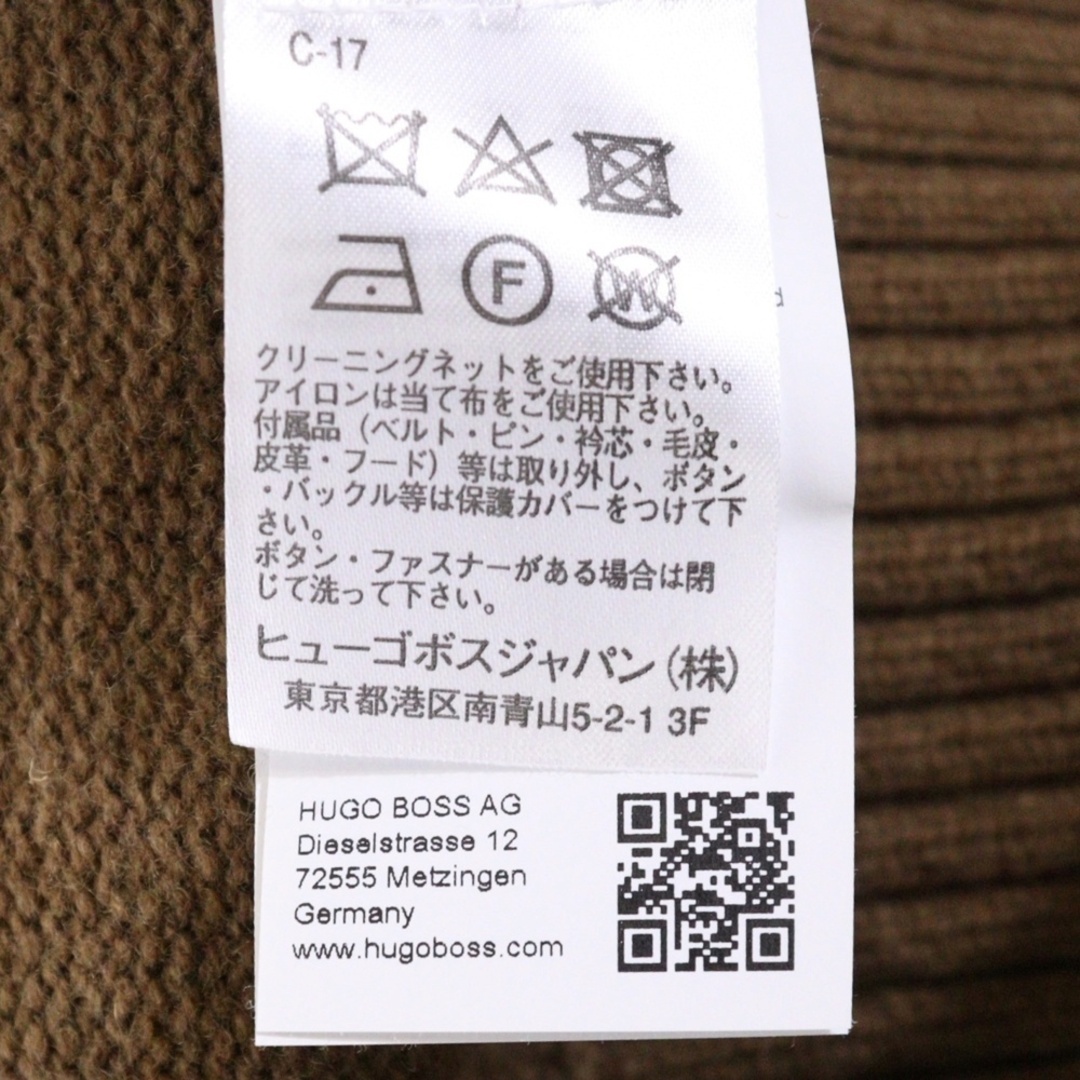 C-17
F
W
クリーニングネットをご使用下さい。
アイロンは当て布をご使用下さい。
付属品（ベルト・ピン・衿芯・毛皮・
皮革・フード）等は取り外し、ボタン
・バックル等は保護カバーをつけて下
さい。
ボタン・ファスナーがある場合は閉
じて洗って下さい。
ヒューゴボスジャパン(株)
東京都港区南青山5-2-1 3F
HUGO BOSS AG
Dieselstrasse 12
72555 Metzingen
Germany
www.hugoboss.com